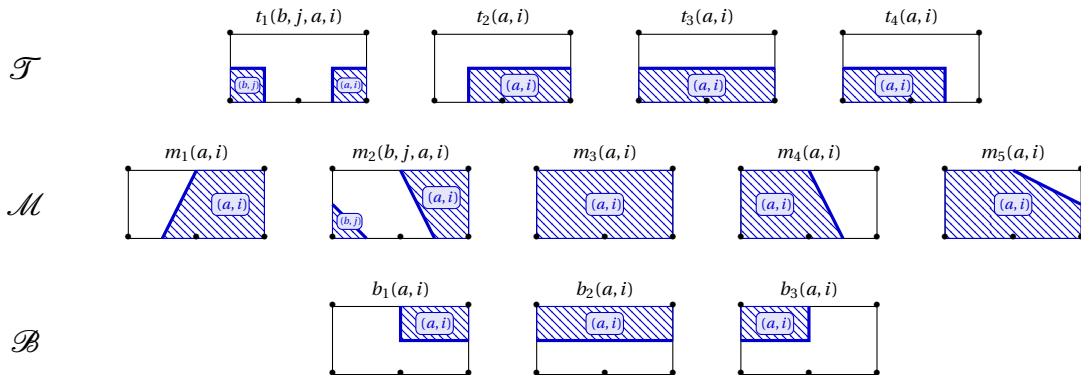 t₁(b, j, a, i) t₂(a, i) t₃(a, i) t₄(a, i)
𝒯 (b, j) (a, i) (a, i) (a, i) (a, i)
m₁(a, i) m₂(b, j, a, i) m₃(a, i) m₄(a, i) m₅(a, i)
ℳ (a, i) (b, j) (a, i) (a, i) (a, i) (a, i)
b₁(a, i) b₂(a, i) b₃(a, i)
ℬ (a, i) (a, i) (a, i)